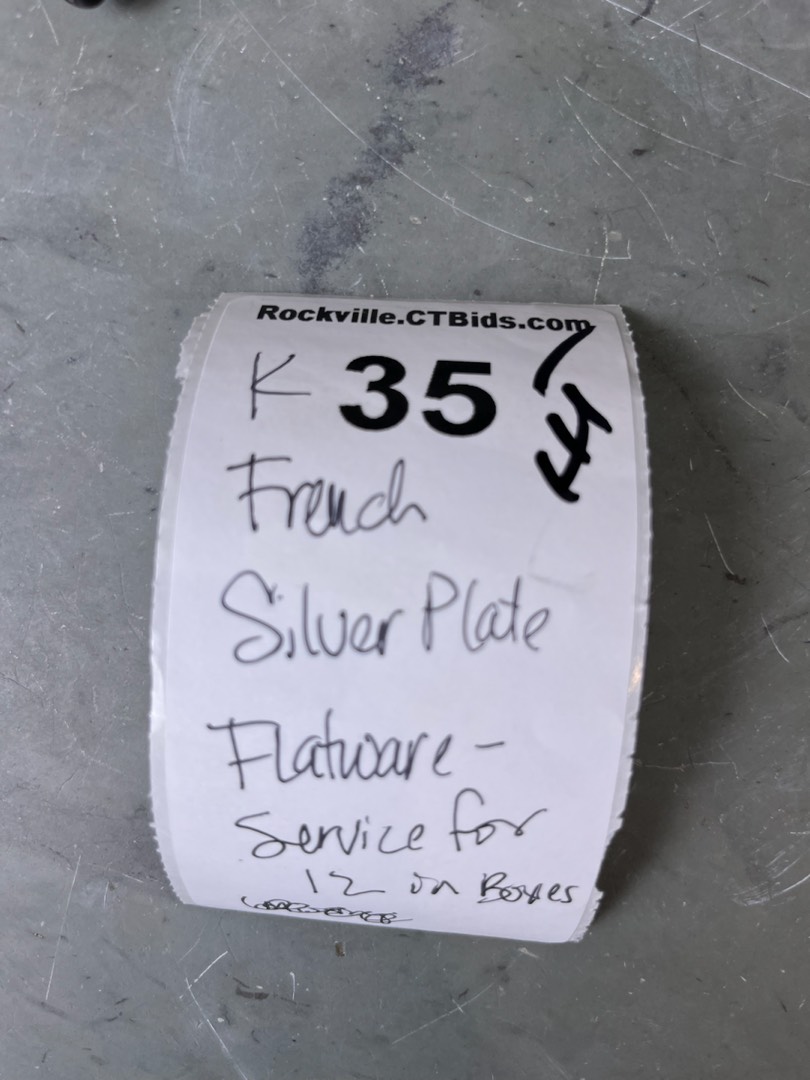 Rockville.CTBids.com
K 35
French
Silver Plate
Flatware -
Service for
12 in Boxes